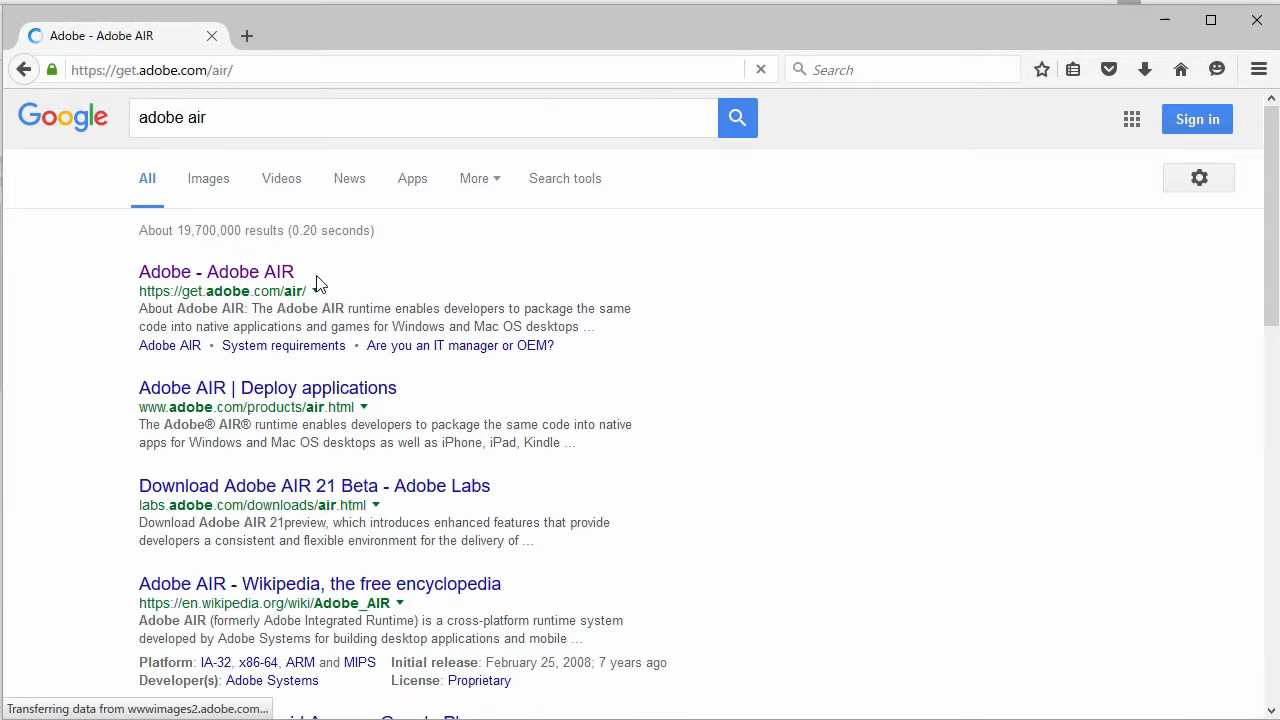 Adobe - Adobe AIR
https://get.adobe.com/air/
Search
Google
adobe air
Sign in
All Images Videos News Apps More Search tools
About 19,700,000 results (0.20 seconds)
Adobe - Adobe AIR
https://get.adobe.com/air/
About Adobe AIR: The Adobe AIR runtime enables developers to package the same
code into native applications and games for Windows and Mac OS desktops ...
Adobe AIR • System requirements • Are you an IT manager or OEM?
Adobe AIR | Deploy applications
www.adobe.com/products/air.html
The Adobe® AIR® runtime enables developers to package the same code into native
apps for Windows and Mac OS desktops as well as iPhone, iPad, Kindle ...
Download Adobe AIR 21 Beta - Adobe Labs
labs.adobe.com/downloads/air.html
Download Adobe AIR 21preview, which introduces enhanced features that provide
developers a consistent and flexible environment for the delivery of ...
Adobe AIR - Wikipedia, the free encyclopedia
https://en.wikipedia.org/wiki/Adobe_AIR
Adobe AIR (formerly Adobe Integrated Runtime) is a cross-platform runtime system
developed by Adobe Systems for building desktop applications and mobile ...
Platform: IA-32, x86-64, ARM and MIPS Initial release: February 25, 2008; 7 years ago
Developer(s): Adobe Systems License: Proprietary
Transferring data from wwwimages2.adobe.com...